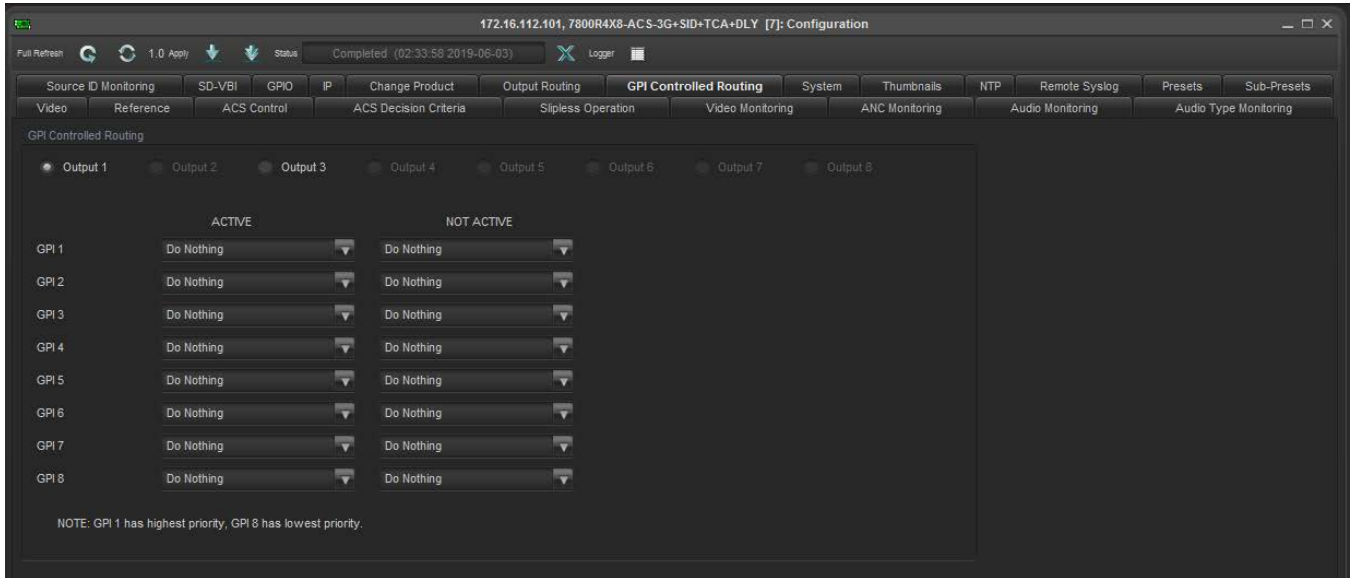 172.16.112.101, 7800R4X8-ACS-3G+SID+TCA+DLY [7]: Configuration
Full Refresh 1.0 Apply Status Completed (02:33:58 2019-06-03) Logger
Source ID Monitoring SD-VBI GPIO IP Change Product Output Routing GPI Controlled Routing System Thumbnails NTP Remote Syslog Presets Sub-Presets
Video Reference ACS Control ACS Decision Criteria Slipless Operation Video Monitoring ANC Monitoring Audio Monitoring Audio Type Monitoring
GPI Controlled Routing
Output 1 Output 2 Output 3 Output 4 Output 5 Output 6 Output 7 Output 8
ACTIVE NOT ACTIVE
GPI 1 Do Nothing Do Nothing
GPI 2 Do Nothing Do Nothing
GPI 3 Do Nothing Do Nothing
GPI 4 Do Nothing Do Nothing
GPI 5 Do Nothing Do Nothing
GPI 6 Do Nothing Do Nothing
GPI 7 Do Nothing Do Nothing
GPI 8 Do Nothing Do Nothing
NOTE: GPI 1 has highest priority, GPI 8 has lowest priority.